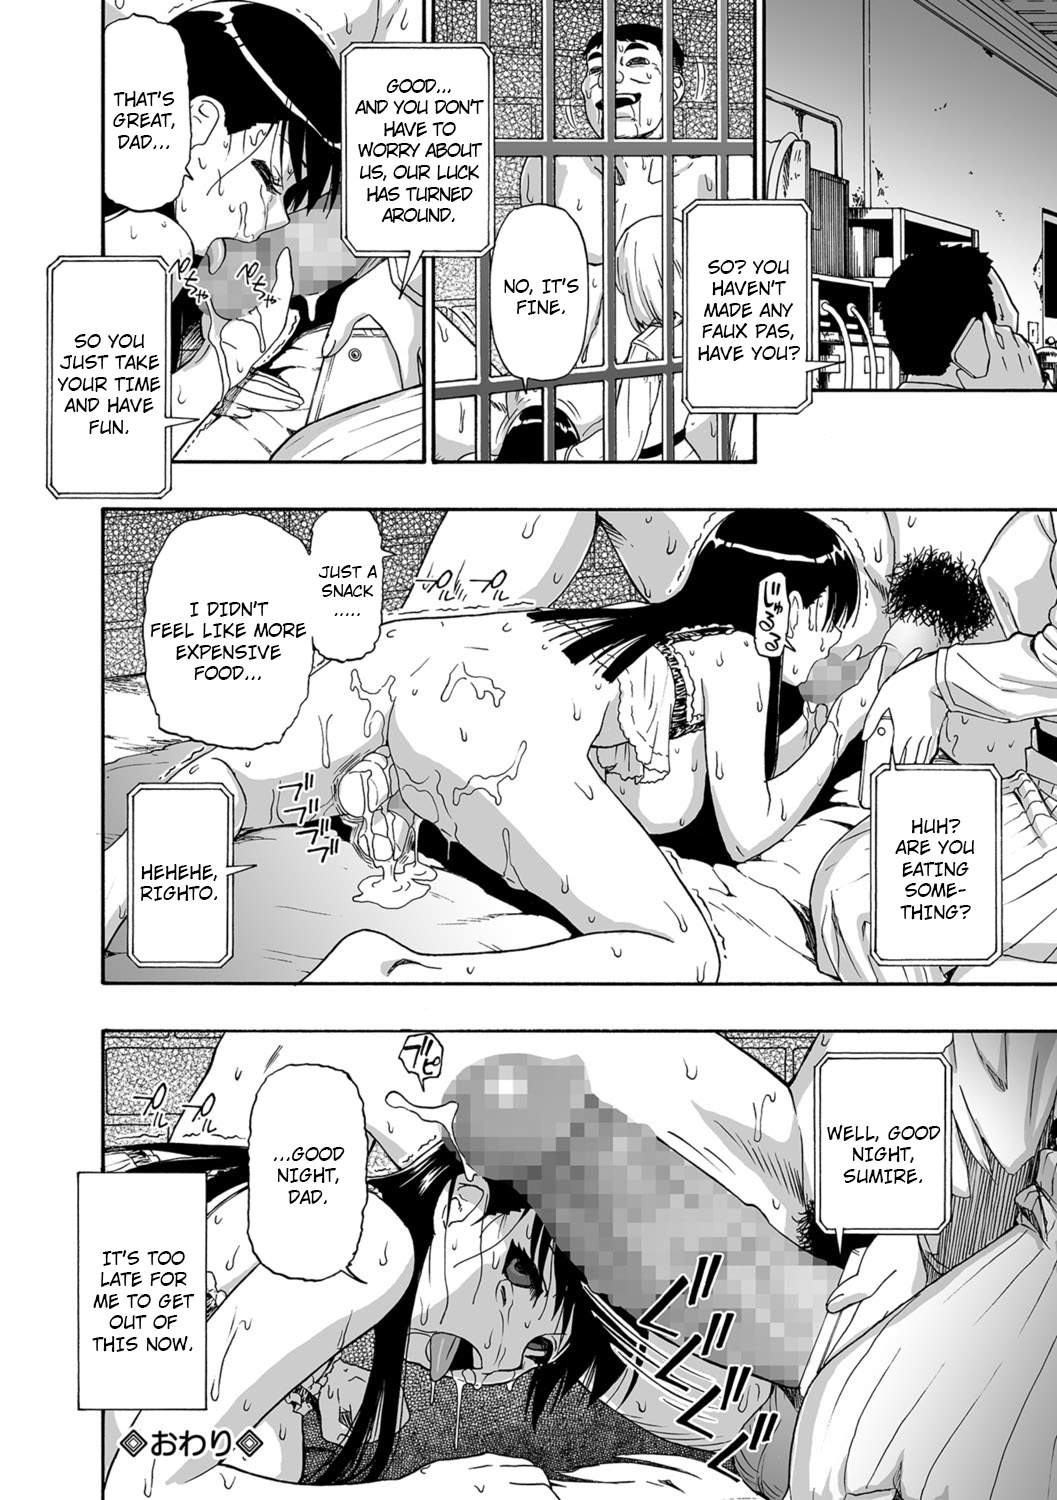 SO? YOU
HAVEN'T
MADE ANY
FAUX PAS,
HAVE YOU?
NO, IT'S
FINE.
GOOD...
AND YOU DON'T
HAVE TO
WORRY ABOUT
US, OUR LUCK
HAS TURNED
AROUND.
THAT'S
GREAT,
DAD...
SO YOU
JUST TAKE
YOUR TIME
AND HAVE
FUN.
HUH?
ARE YOU
EATING
SOME-
THING?
JUST A
SNACK
.....
I DIDN'T
FEEL LIKE MORE
EXPENSIVE
FOOD...
HEHEHE,
RIGHTO.
WELL, GOOD
NIGHT,
SUMIRE.
...GOOD
NIGHT,
DAD.
IT'S TOO
LATE FOR
ME TO GET
OUT OF
THIS NOW.
おわり